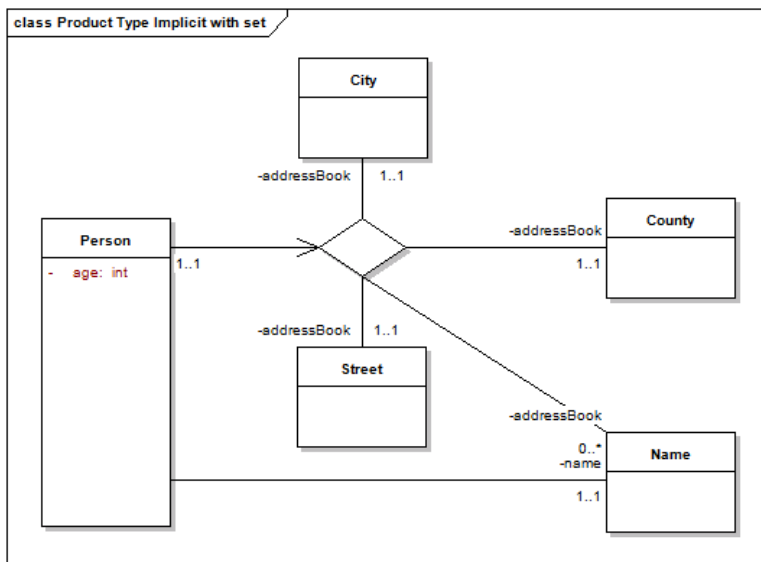 class Product Type Implicit with set
City
-addressBook 1..1
Person
- age: int
1..1
-addressBook
County
1..1
-addressBook 1..1
Street
-addressBook
0..*
-name
Name
1..1